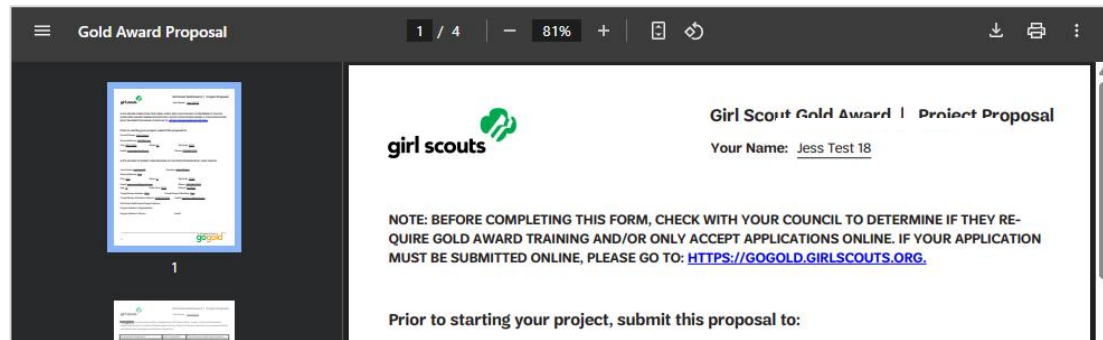 Gold Award Proposal
1 / 4
81%
girl scouts
Girl Scout Gold Award | Project Proposal
Your Name: Jess Test 18
NOTE: BEFORE COMPLETING THIS FORM, CHECK WITH YOUR COUNCIL TO DETERMINE IF THEY RE-
QUIRE GOLD AWARD TRAINING AND/OR ONLY ACCEPT APPLICATIONS ONLINE. IF YOUR APPLICATION
MUST BE SUBMITTED ONLINE, PLEASE GO TO: HTTPS://GOGOLD.GIRLSCOUTS.ORG.
Prior to starting your project, submit this proposal to:
girl scouts
gogold
1